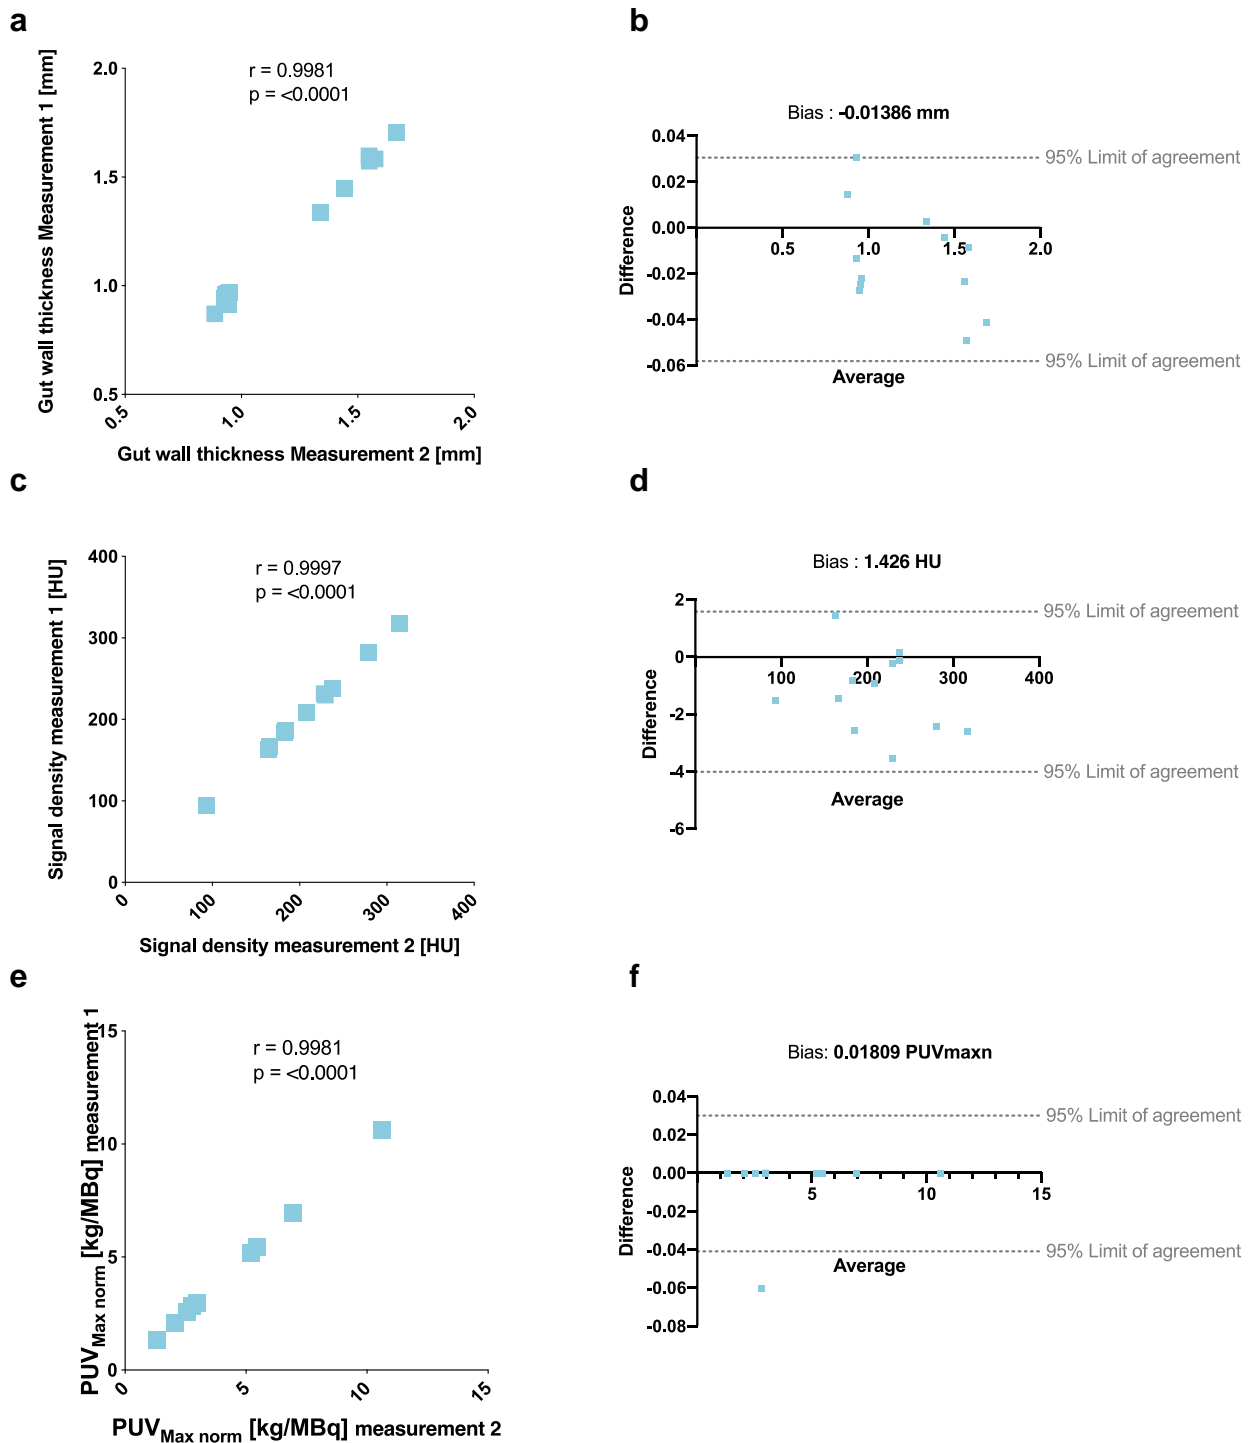 a
Gut wall thickness Measurement 1 [mm]
2.0
1.5
1.0
0.5
r = 0.9981
p = <0.0001
0.5
1.0
1.5
2.0
Gut wall thickness Measurement 2 [mm]
b
Bias : -0.01386 mm
Difference
0.04
0.02
0.00
-0.02
-0.04
-0.06
0.5
1.0
1.5
2.0
95% Limit of agreement
95% Limit of agreement
Average
c
Signal density measurement 1 [HU]
400
300
200
100
0
r = 0.9997
p = <0.0001
0
100
200
300
400
Signal density measurement 2 [HU]
d
Bias : 1.426 HU
Difference
2
0
-2
-4
-6
100
200
300
400
95% Limit of agreement
95% Limit of agreement
Average
e
PUVMax norm [kg/MBq] measurement 1
15
10
5
0
r = 0.9981
p = <0.0001
0
5
10
15
PUVMax norm [kg/MBq] measurement 2
f
Bias: 0.01809 PUVmaxn
Difference
0.04
0.02
0.00
-0.02
-0.04
-0.06
-0.08
5
10
15
95% Limit of agreement
95% Limit of agreement
Average